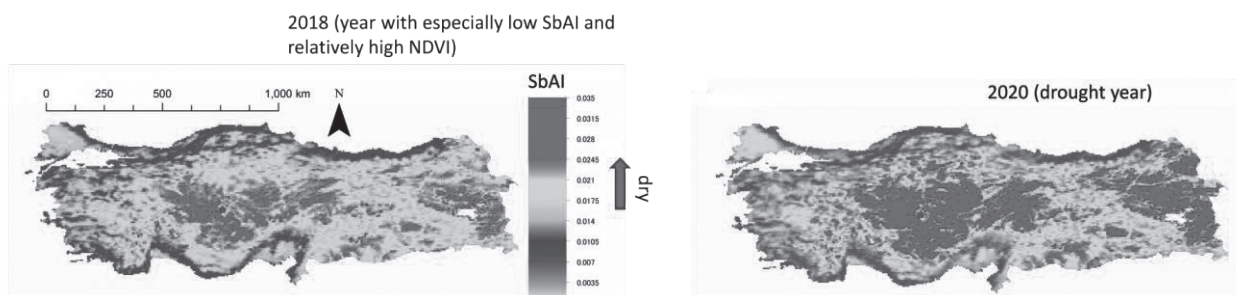 2018 (year with especially low SbAI and
relatively high NDVI)
SbAI
0 250 500 1,000 km
N
0.035
0.0315
0.028
0.0245
0.021
0.0175
0.014
0.0105
0.007
0.0035
dry
2020 (drought year)